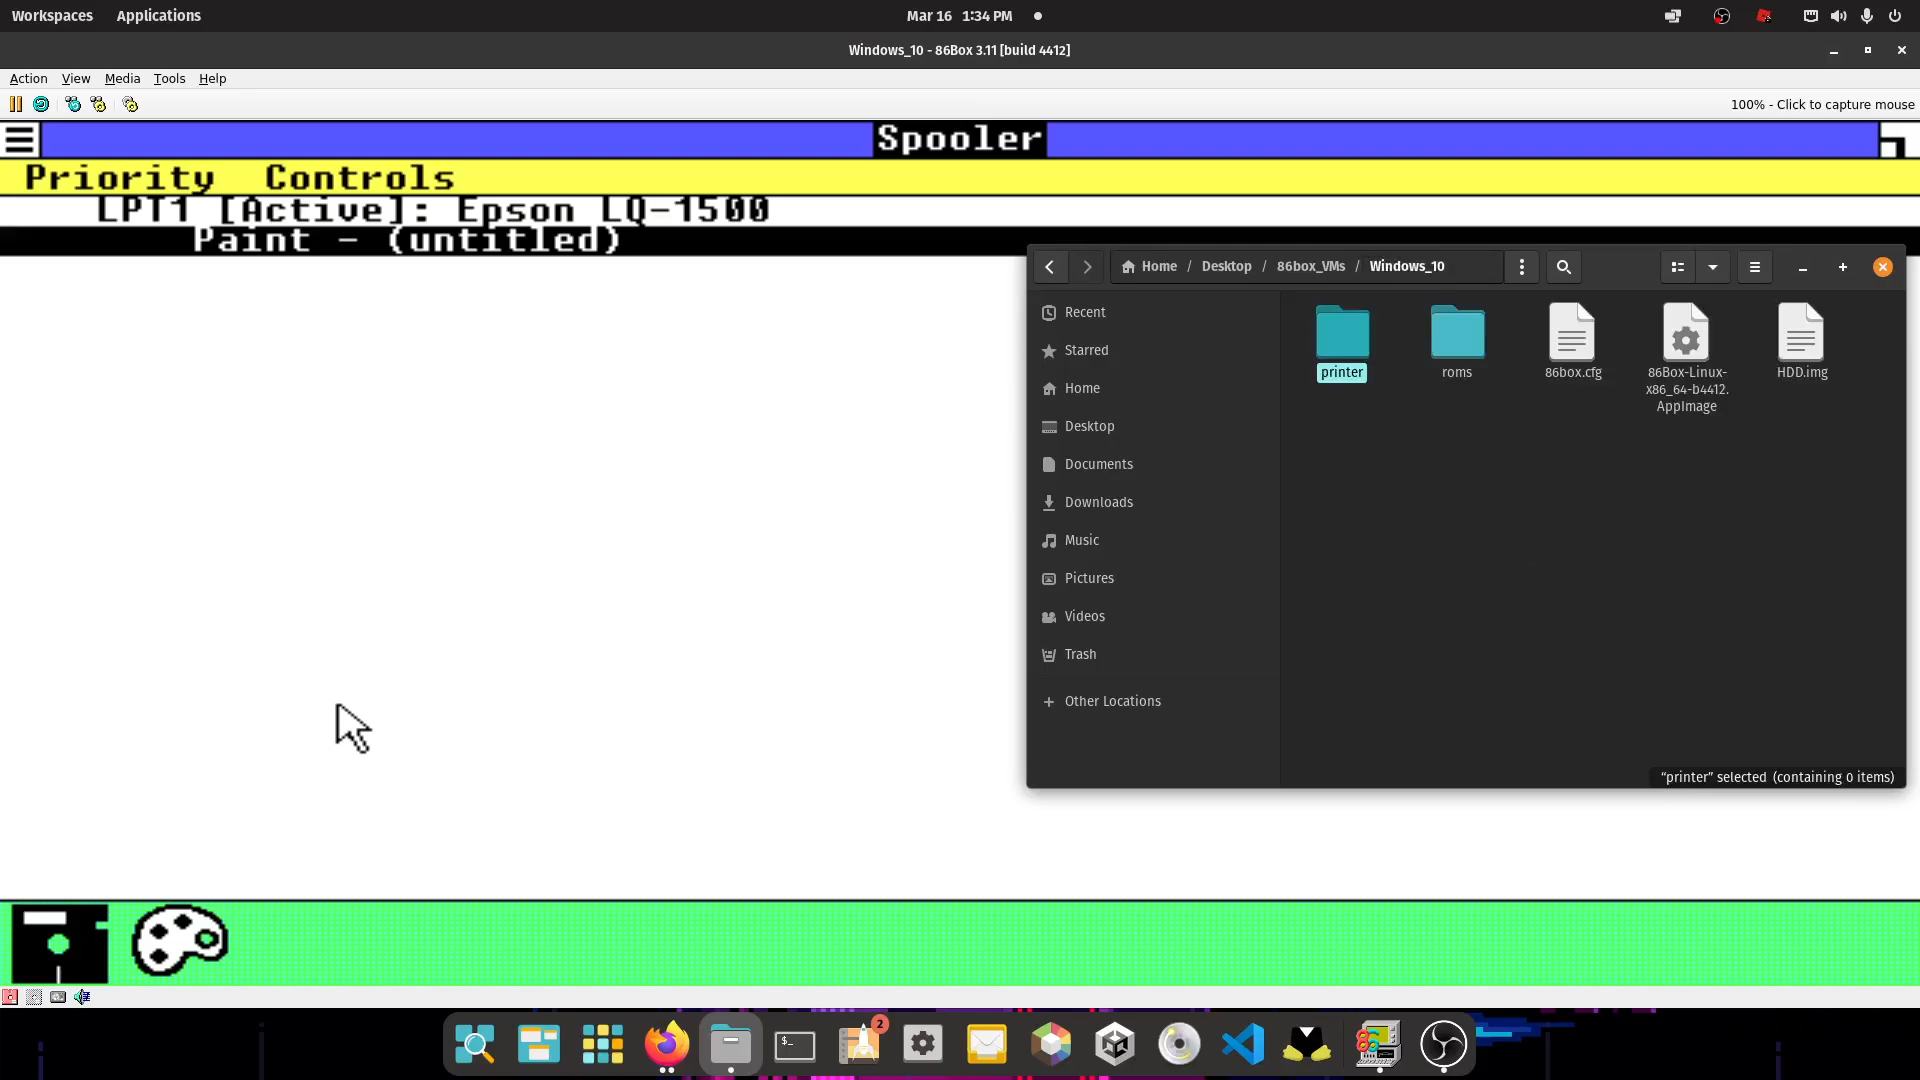 Workspaces Applications Mar 16 1:34 PM
Windows_10 - 86Box 3.11 [build 4412]
Action View Media Tools Help
100% - Click to capture mouse
Spooler
Priority Controls
LPT1 [Active]: Epson LQ-1500
Paint - (untitled)
Home / Desktop / 86box_VMs / Windows_10
Recent
Starred
Home
Desktop
Documents
Downloads
Music
Pictures
Videos
Trash
Other Locations
printer
roms
86box.cfg
86Box-Linux-
x86_64-b4412.
AppImage
HDD.img
“printer” selected (containing 0 items)
2
$_